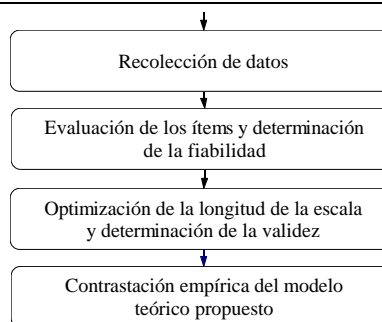 Recolección de datos
Evaluación de los ítems y determinación
de la fiabilidad
Optimización de la longitud de la escala
y determinación de la validez
Contrastación empírica del modelo
teórico propuesto